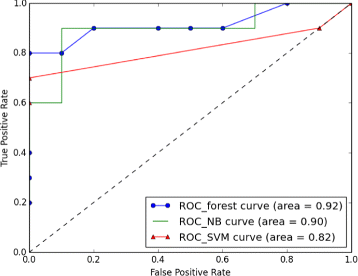 1.0
0.8
0.6
0.4
0.2
0.0
True Positive Rate
ROC_forest curve (area = 0.92)
ROC_NB curve (area = 0.90)
ROC_SVM curve (area = 0.82)
0.0 0.2 0.4 0.6 0.8 1.0
False Positive Rate